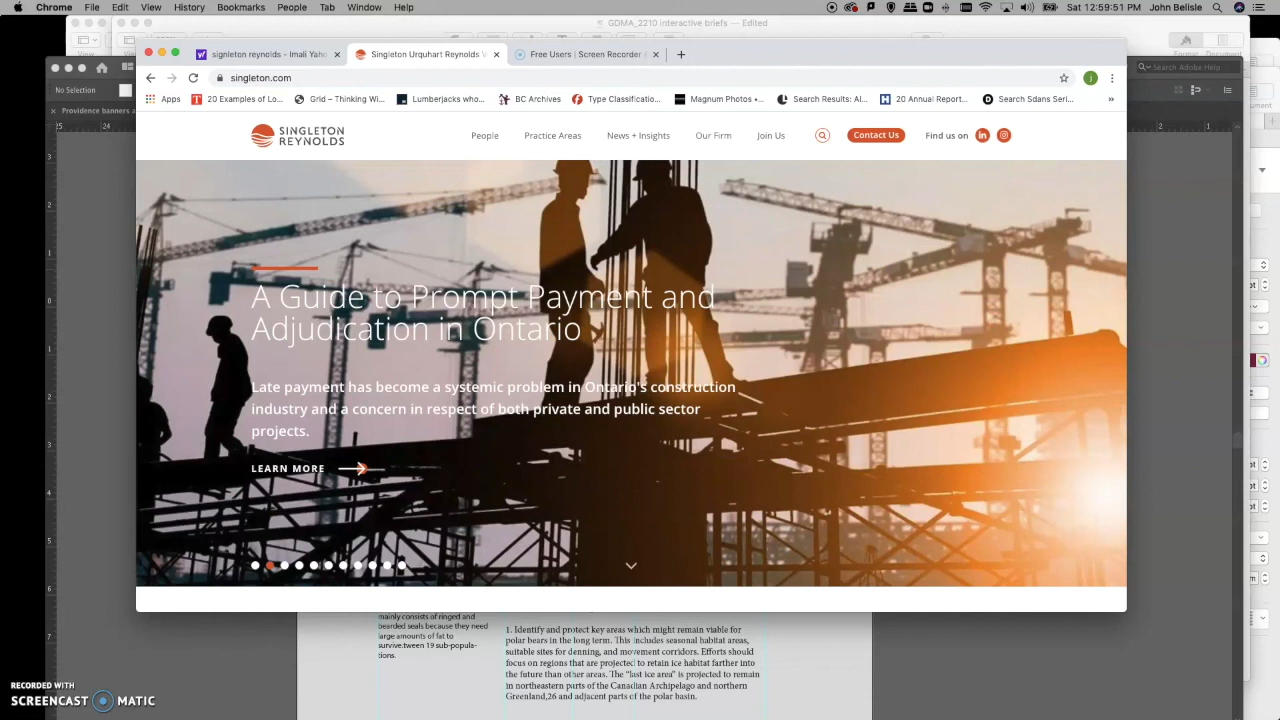 Chrome File Edit View History Bookmarks People Tab Window Help
Sat 12:59:51 PM John Belise
GDMA_2210 interactive briefs — Edited
signleton reynolds - Imali Yaho
Singleton Urquhart Reynolds V
Free Users | Screen Recorder
singleton.com
No Selection
Search Adobe Help
Apps
20 Examples of Lo...
Grid – Thinking Wi...
Lumberjacks who...
BC Archives
Type Classificatio...
Magnum Photos •...
Search Results: Al...
20 Annual Report...
Search Sdans Seri...
Providence banners a
SINGLETON
REYNOLDS
People
Practice Areas
News + Insights
Our Firm
Join Us
Contact Us
Find us on
A Guide to Prompt Payment and
Adjudication in Ontario
Late payment has become a systemic problem in Ontario's construction
industry and a concern in respect of both private and public sector
projects.
LEARN MORE
mainly consists of ringed and
bearded seals because they need
large amounts of fat to
survive.tween 19 sub-popula-
tions.
1. Identify and protect key areas which might remain viable for
polar bears in the long term. This includes seasonal habitat areas,
suitable sites for denning, and movement corridors. Efforts should
focus on regions that are projected to retain ice habitat farther into
the future than other areas. The "last ice area" is projected to remain
in northeastern parts of the Canadian Archipelago and northern
Greenland,26 and adjacent parts of the polar basin.
RECORDED WITH
SCREENCAST MATIC